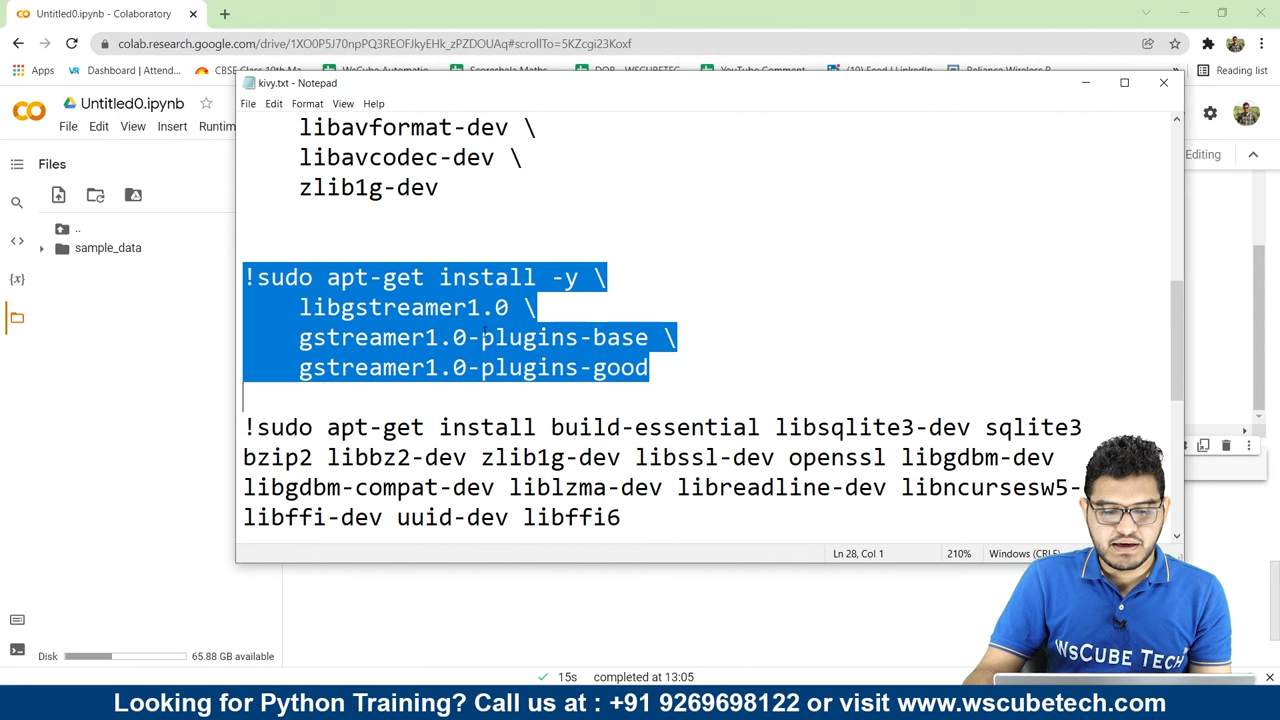 Untitled0.ipynb - Colaboratory
colab.research.google.com/drive/1XO0P5J70npPQ3REOFJkyEHk_zPZDOUAq#scrollTo=5KZcgi23Koxf
Apps
Dashboard | Attend...
Reading list
Untitled0.ipynb
File Edit View Insert Runtim
Editing
Files
..
sample_data
Disk
65.88 GB available
kivy.txt - Notepad
File Edit Format View Help
libavformat-dev \
libavcodec-dev \
zlib1g-dev
!sudo apt-get install -y \
libgstreamer1.0 \
gstreamer1.0-plugins-base \
gstreamer1.0-plugins-good
!sudo apt-get install build-essential libsqlite3-dev sqlite3
bzip2 libbz2-dev zlib1g-dev libssl-dev openssl libgdbm-dev
libgdbm-compat-dev liblzma-dev libreadline-dev libncursesw5-
libffi-dev uuid-dev libffi6
Ln 28, Col 1
210%
Windows (CRLF)
15s completed at 13:05
WSCUBE TECH
Looking for Python Training? Call us at : +91 9269698122 or visit www.wscubetech.com